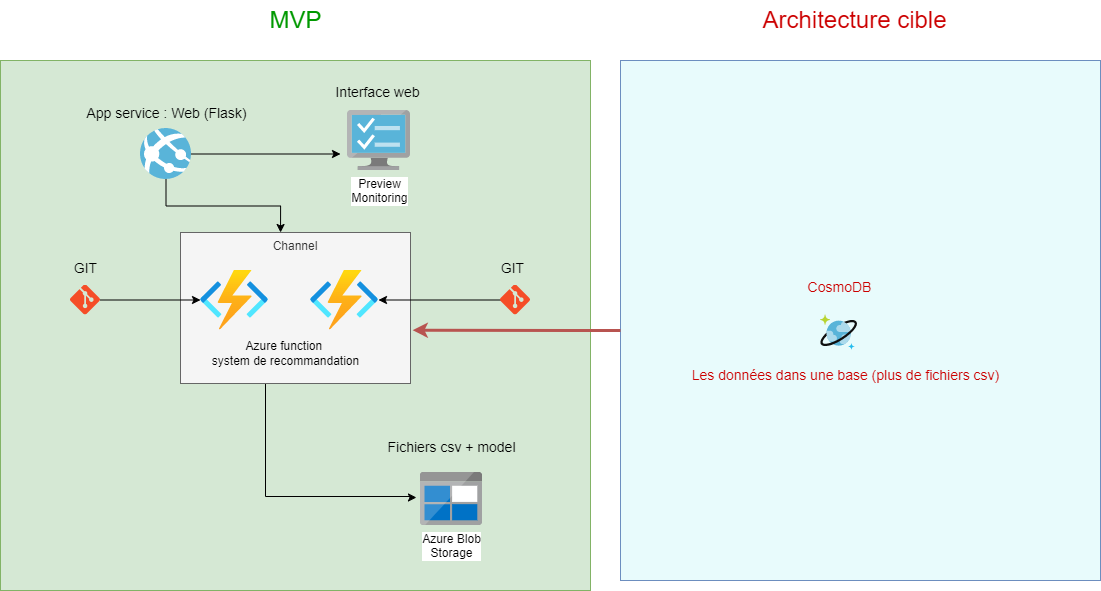 MVP
Architecture cible
Interface web
App service : Web (Flask)
Preview
Monitoring
Channel
GIT
GIT
Azure function
system de recommandation
CosmoDB
Les données dans une base (plus de fichiers csv)
Fichiers csv + model
Azure Blob
Storage